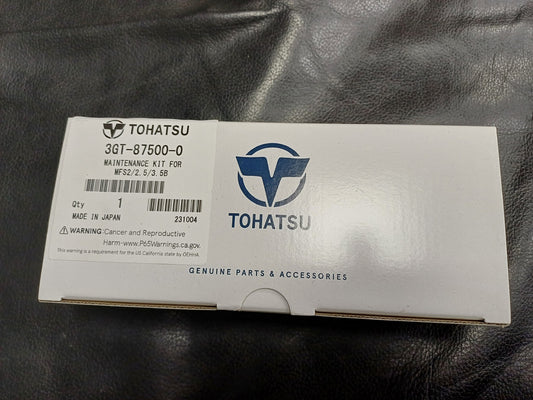 TOHATSU
3GT-87500-0
MAINTENANCE KIT FOR
MFS2/2.5/3.5B
Qty 1
MADE IN JAPAN 231004
WARNING: Cancer and Reproductive
Harm-www.P65Warnings.ca.gov.
This warning is a requirement for the US California state by OEHHA.
TOHATSU
GENUINE PARTS & ACCESSORIES